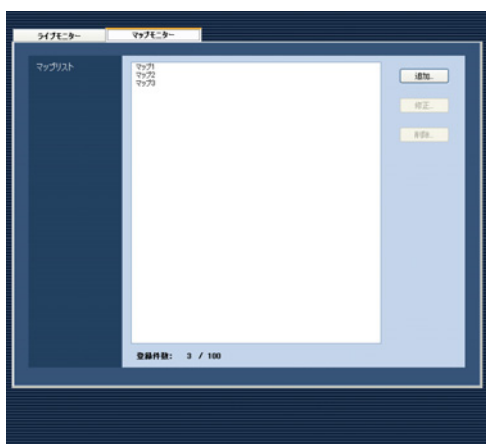 ライブモニター
マップモニター
マップリスト
マップ1
マップ2
マップ3
追加...
修正...
削除...
登録件数: 3 / 100